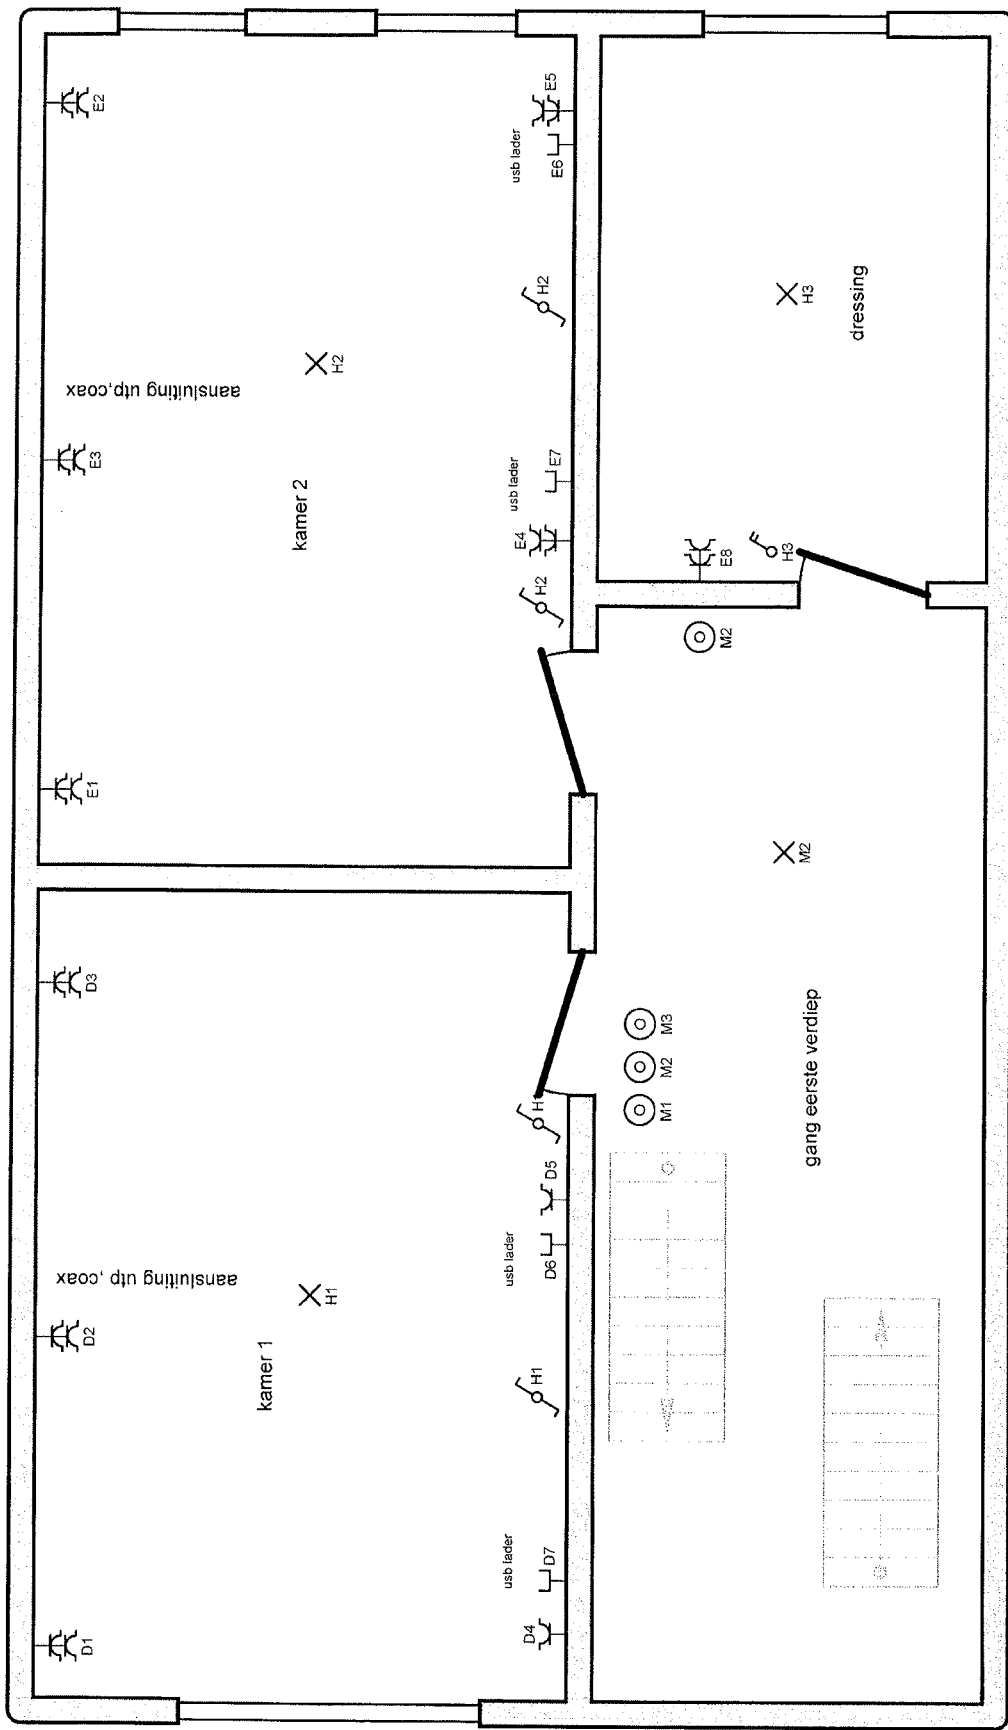 E2
E5
usb lader
E6
H2
H3
dressing
aansluiting utp,coax
H2
E3
kamer 2
usb lader
E7
E4
H2
E8
H3
M2
E1
M2
D3
gang eerste verdiep
M3
M2
M1
H1
D5
usb lader
D6
aansluiting utp, coax
H1
D2
kamer 1
H1
usb lader
D7
D4
D1